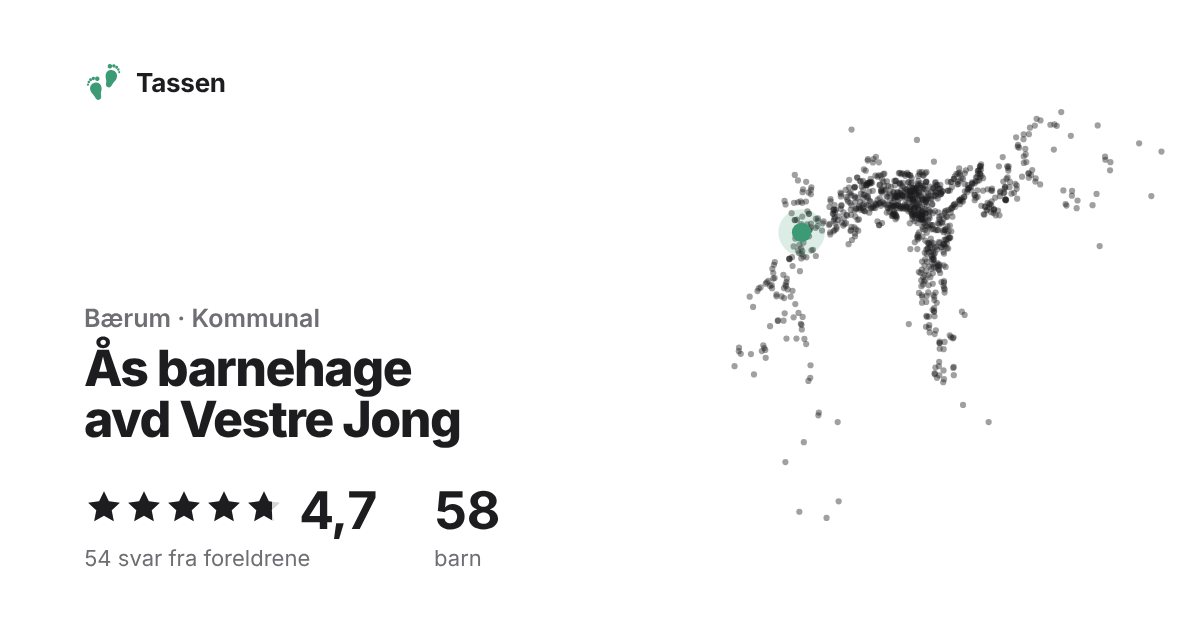 Tassen
Bærum · Kommunal
Ås barnehage
avd Vestre Jong
4,7
54 svar fra foreldrene
58
barn